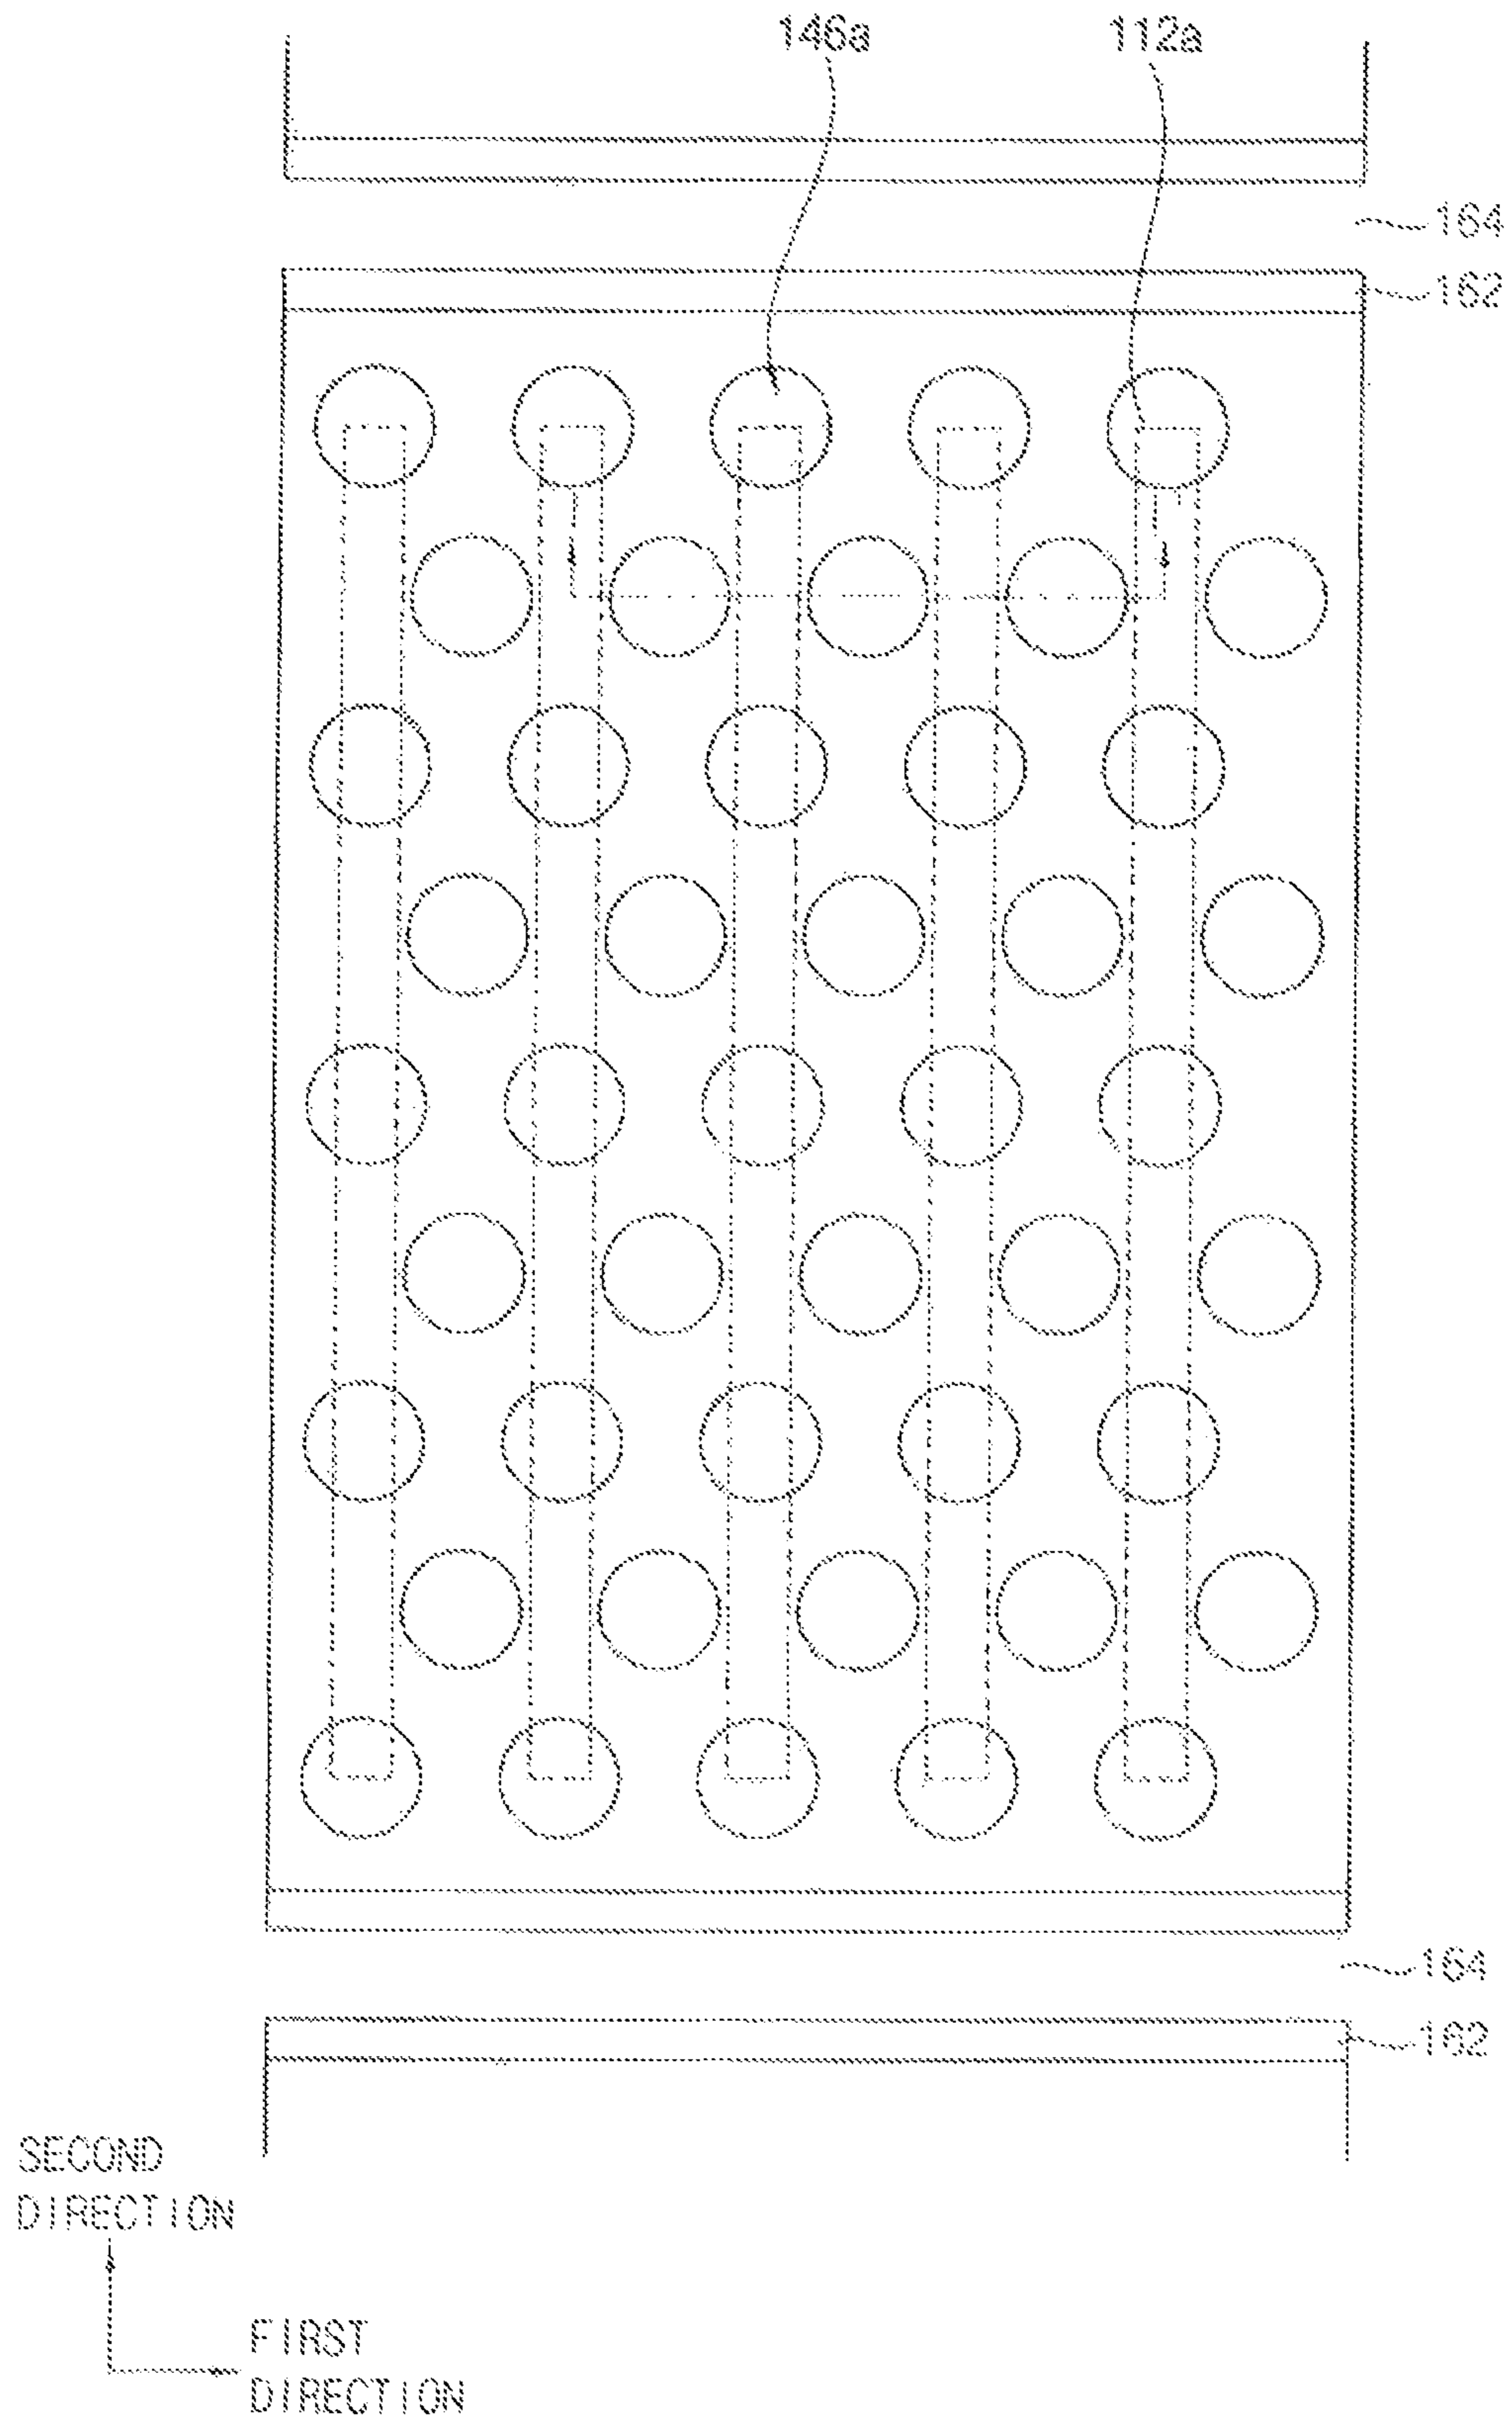 146a 112a
164
162
164
162
SECOND
DIRECTION
FIRST
DIRECTION